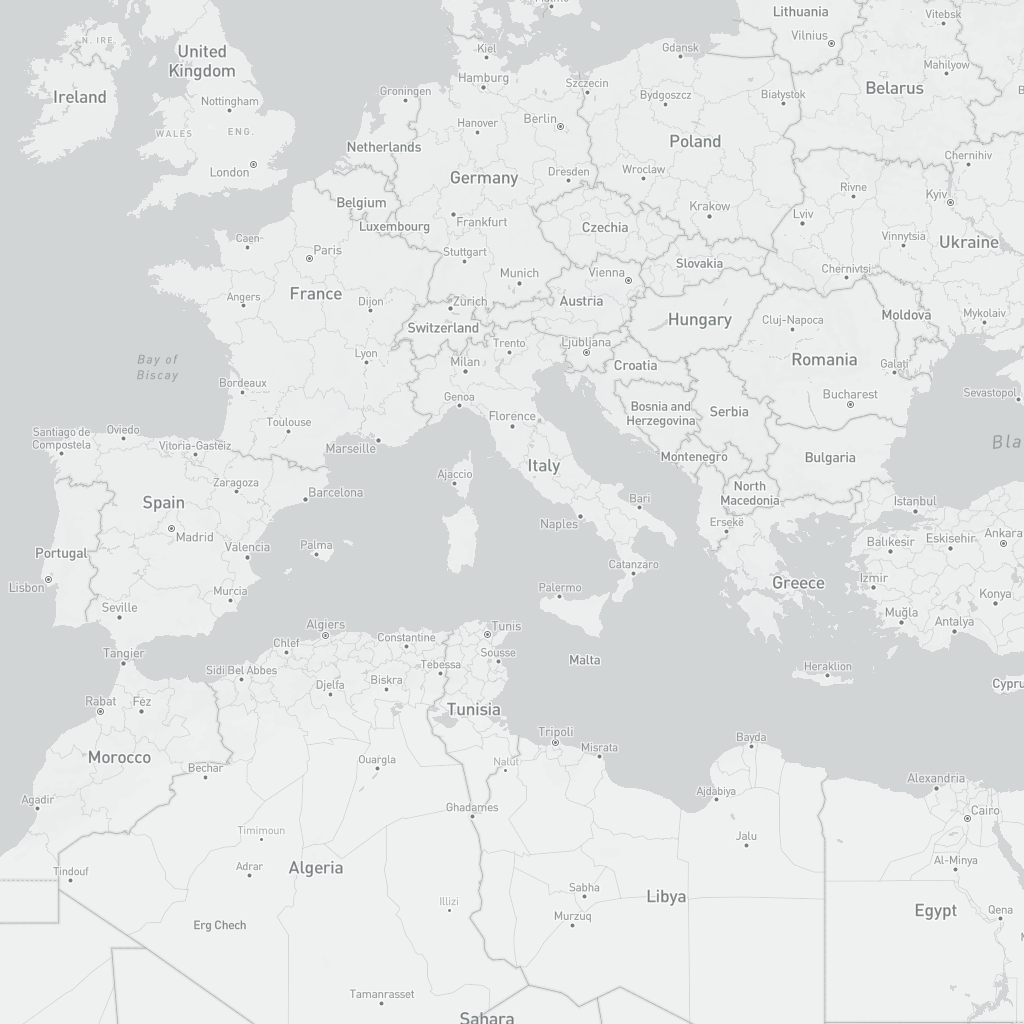 Malmö
Lithuania
Vilnius
Vitebsk
N. IRE.
United
Kingdom
Kiel
Gdansk
Mahilyow
Ireland
Nottingham
Groningen
Hamburg
Szczecin
Bydgoszcz
Białystok
Belarus
WALES
ENG.
Netherlands
Hanover
Berlin
Poland
Chernihiv
London
Germany
Dresden
Wroclaw
Rivne
Kyiv
Belgium
Luxembourg
Frankfurt
Czechia
Krakow
Lviv
Caen
Paris
Stuttgart
Vinnytsia
Ukraine
Munich
Vienna
Slovakia
Chernivtsi
Angers
France
Dijon
Zürich
Austria
Switzerland
Hungary
Cluj-Napoca
Moldova
Mykolaiv
Bay of
Biscay
Lyon
Milan
Trento
Ljubljana
Croatia
Romania
Galați
Bordeaux
Genoa
Bucharest
Sevastopol
Toulouse
Florence
Bosnia and
Herzegovina
Serbia
Santiago de
Compostela
Oviedo
Vitoria-Gasteiz
Marseille
Italy
Montenegro
Bulgaria
Bla
Zaragoza
Barcelona
Ajaccio
North
Macedonia
Spain
Madrid
Naples
Bari
Ersekë
Istanbul
Portugal
Valencia
Palma
Balıkesir
Eskisehir
Ankara
Lisbon
Murcia
Catanzaro
Palermo
Greece
Izmir
Konya
Seville
Muğla
Antalya
Algiers
Tunis
Tangier
Chlef
Constantine
Sousse
Malta
Sidi Bel Abbes
Tebessa
Heraklion
Djelfa
Biskra
Cypru
Rabat
Fez
Tunisia
Tripoli
Misrata
Bayda
Morocco
Bechar
Ouargla
Nalut
Ajdabiya
Alexandria
Agadir
Ghadames
Cairo
Timimoun
Jalu
Tindouf
Adrar
Algeria
Al-Minya
Illizi
Sabha
Libya
Erg Chech
Murzuq
Egypt
Qena
Tamanrasset
Sahara